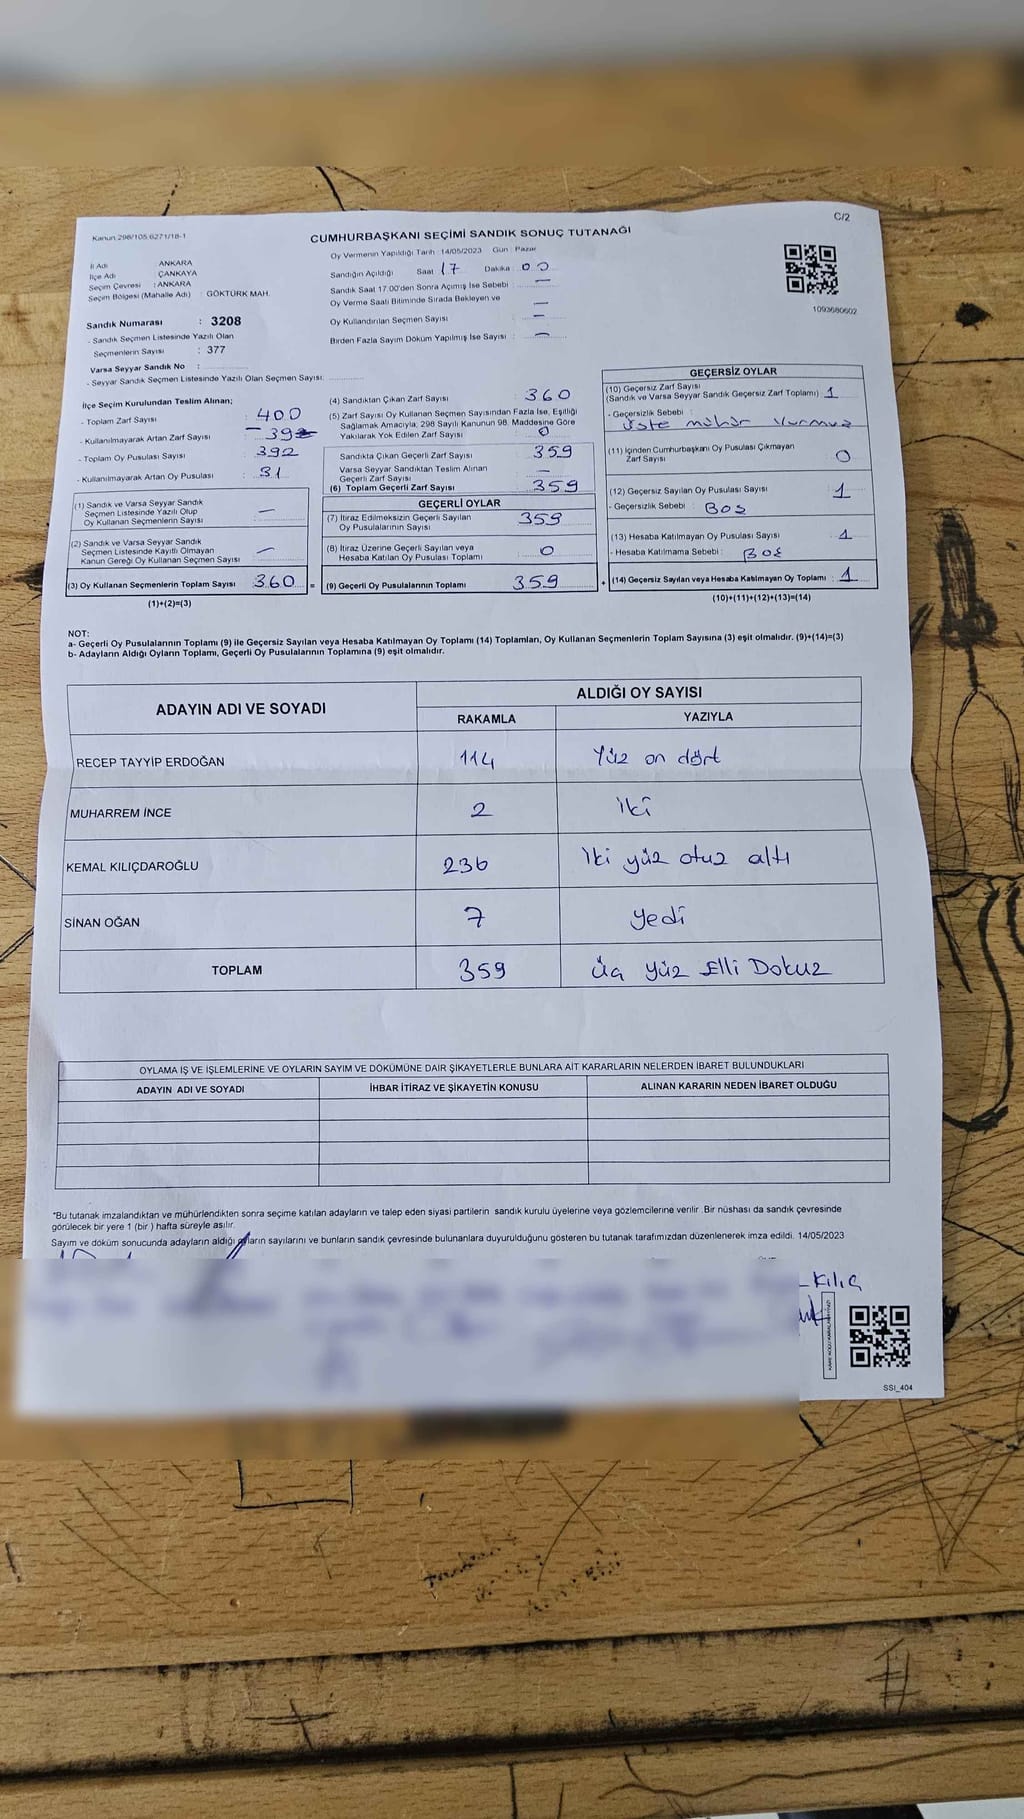 C/2
Kanun 298/105 6271/18-1
CUMHURBAŞKANI SEÇİMİ SANDIK SONUÇ TUTANAĞI
İl Adı ANKARA
İlçe Adı ÇANKAYA
Seçim Çevresi : ANKARA
Seçim Bölgesi (Mahalle Adı) : GÖKTÜRK MAH.
Sandık Numarası : 3208
- Sandık Seçmen Listesinde Yazılı Olan
Seçmenlerin Sayısı : 377
Varsa Seyyar Sandık No :
- Seyyar Sandık Seçmen Listesinde Yazılı Olan Seçmen Sayısı:
Oy Vermenin Yapıldığı Tarih : 14/05/2023 Gün : Pazar
Sandığın Açıldığı Saat 17 Dakika : 00
Sandık Saat 17.00'den Sonra Açılmış İse Sebebi : —
Oy Verme Saati Bitiminde Sırada Bekleyen ve —
Oy Kullandırılan Seçmen Sayısı : —
Birden Fazla Sayım Döküm Yapılmış İse Sayısı : —
1093680602
İlçe Seçim Kurulundan Teslim Alınan;
- Toplam Zarf Sayısı : 400
- Kullanılmayarak Artan Zarf Sayısı :
- Toplam Oy Pusulası Sayısı : 392
- Kullanılmayarak Artan Oy Pusulası : 31
(1) Sandık ve Varsa Seyyar Sandık
Seçmen Listesinde Yazılı Olup
Oy Kullanan Seçmenlerin Sayısı : —
(2) Sandık ve Varsa Seyyar Sandık
Seçmen Listesinde Kayıtlı Olmayan
Kanun Gereği Oy Kullanan Seçmen Sayısı : —
(3) Oy Kullanan Seçmenlerin Toplam Sayısı 360 =
(1)+(2)=(3)
(4) Sandıktan Çıkan Zarf Sayısı : 360
(5) Zarf Sayısı Oy Kullanan Seçmen Sayısından Fazla İse, Eşitliği
Sağlamak Amacıyla; 298 Sayılı Kanunun 98. Maddesine Göre
Yakılarak Yok Edilen Zarf Sayısı : 0
Sandıkta Çıkan Geçerli Zarf Sayısı : 359
Varsa Seyyar Sandıktan Teslim Alınan
Geçerli Zarf Sayısı : —
(6) Toplam Geçerli Zarf Sayısı : 359
GEÇERLİ OYLAR
(7) İtiraz Edilmeksizin Geçerli Sayılan
Oy Pusulalarının Sayısı : 359
(8) İtiraz Üzerine Geçerli Sayılan veya
Hesaba Katılan Oy Pusulası Toplamı : 0
(9) Geçerli Oy Pusulalarının Toplamı : 359 +
GEÇERSİZ OYLAR
(10) Geçersiz Zarf Sayısı
(Sandık ve Varsa Seyyar Sandık Geçersiz Zarf Toplamı) : 1
- Geçersizlik Sebebi :
üste mühür
(11) İçinden Cumhurbaşkanı Oy Pusulası Çıkmayan
Zarf Sayısı : 0
(12) Geçersiz Sayılan Oy Pusulası Sayısı : 1
- Geçersizlik Sebebi : Boş
(13) Hesaba Katılmayan Oy Pusulası Sayısı : 1
- Hesaba Katılmama Sebebi : Boş
(14) Geçersiz Sayılan veya Hesaba Katılmayan Oy Toplamı : 1
(10)+(11)+(12)+(13)=(14)
NOT:
a- Geçerli Oy Pusulalarının Toplamı (9) ile Geçersiz Sayılan veya Hesaba Katılmayan Oy Toplamı (14) Toplamları, Oy Kullanan Seçmenlerin Toplam Sayısına (3) eşit olmalıdır. (9)+(14)=(3)
b- Adayların Aldığı Oyların Toplamı, Geçerli Oy Pusulalarının Toplamına (9) eşit olmalıdır.
ADAYIN ADI VE SOYADI ALDIĞI OY SAYISI
RAKAMLA YAZIYLA
RECEP TAYYİP ERDOĞAN 114 Yüz on dört
MUHARREM İNCE 2 İki
KEMAL KILIÇDAROĞLU 236 İki yüz otuz altı
SİNAN OĞAN 7 yedi
TOPLAM 359 Üç yüz Elli Dokuz
OYLAMA İŞ VE İŞLEMLERİNE VE OYLARIN SAYIM VE DÖKÜMÜNE DAİR ŞİKAYETLERLE BUNLARA AİT KARARLARIN NELERDEN İBARET BULUNDUKLARI
ADAYIN ADI VE SOYADI İHBAR İTİRAZ VE ŞİKAYETİN KONUSU ALINAN KARARIN NEDEN İBARET OLDUĞU
*Bu tutanak imzalandıktan ve mühürlendikten sonra seçime katılan adayların ve talep eden siyasi partilerin sandık kurulu üyelerine veya gözlemcilerine verilir. Bir nüshası da sandık çevresinde
görülecek bir yere 1 (bir) hafta süreyle asılır.
Sayım ve döküm sonucunda adayların aldığı oyların sayılarını ve bunların sandık çevresinde bulunanlara duyurulduğunu gösteren bu tutanak tarafımızdan düzenlenerek imza edildi. 14/05/2023
Kılıç
SSI_404